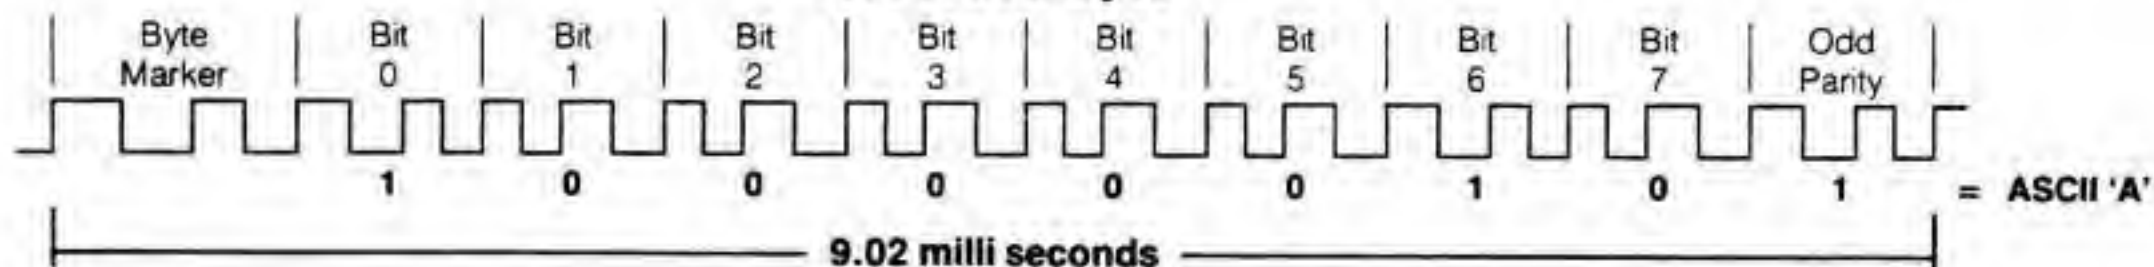 Byte Bit Bit Bit Bit Bit Bit Bit Bit Odd
Marker 0 1 2 3 4 5 6 7 Parity
1 0 0 0 0 0 1 0 1 = ASCII 'A'
9.02 milli seconds